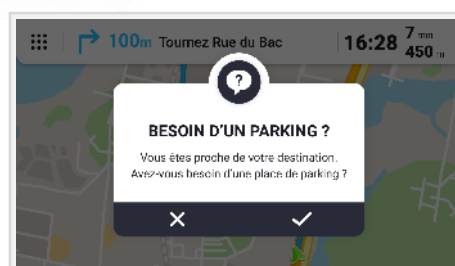 100m Tournez Rue du Bac
16:28
7 min
450 m
BESOIN D'UN PARKING ?
Vous êtes proche de votre destination.
Avez-vous besoin d'une place de parking ?